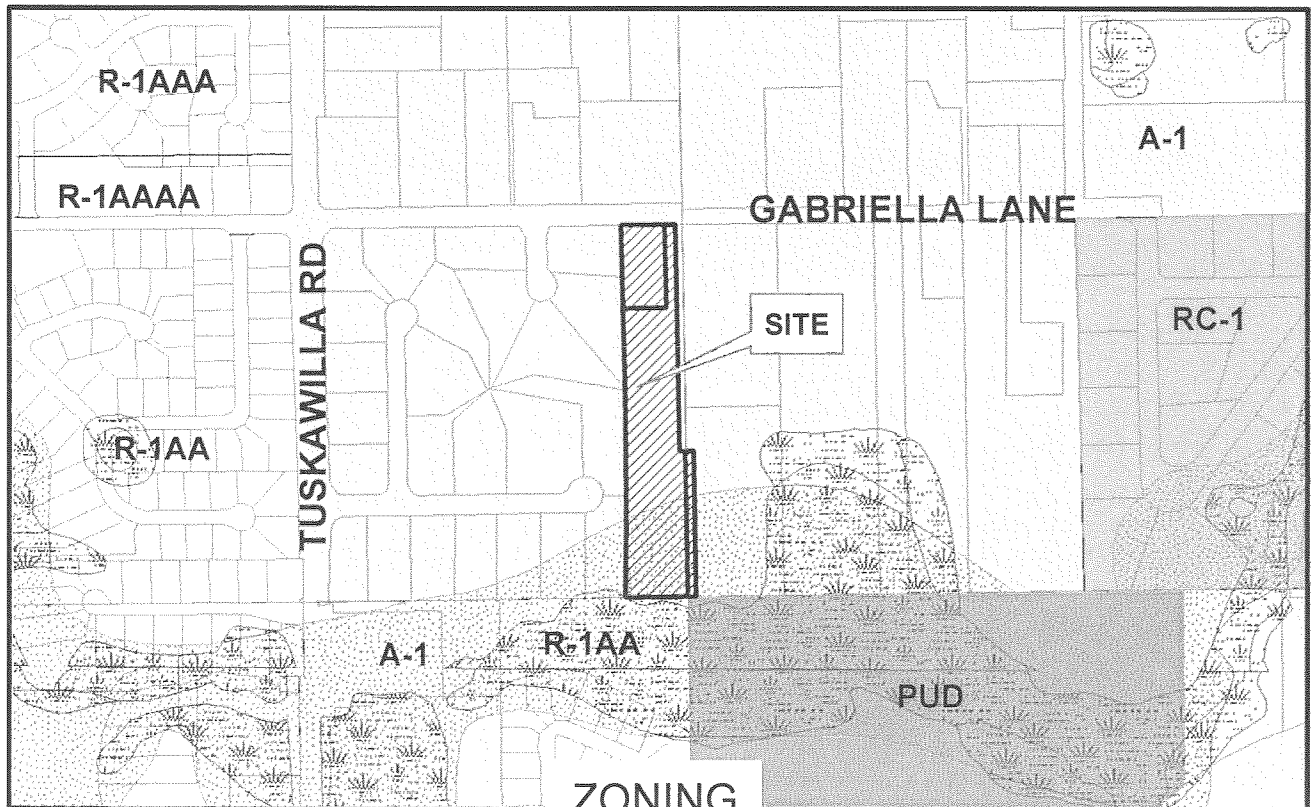 R-1AAA
A-1
R-1AAAA
GABRIELLA LANE
TUSKAWILLA RD
SITE
RC-1
R-1AA
A-1
R-1AA
PUD
ZONING